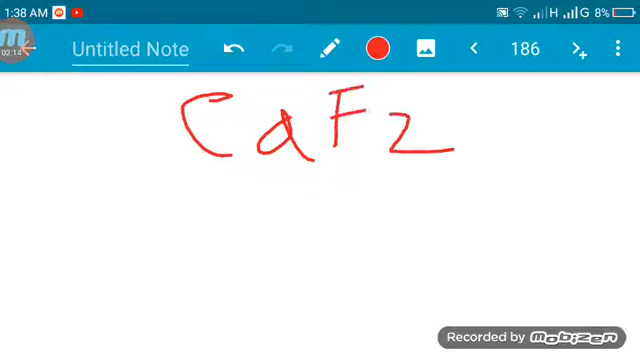 1:38 AM H G 8%
m 02:14 Untitled Note 186
CaF2
Recorded by mobizen